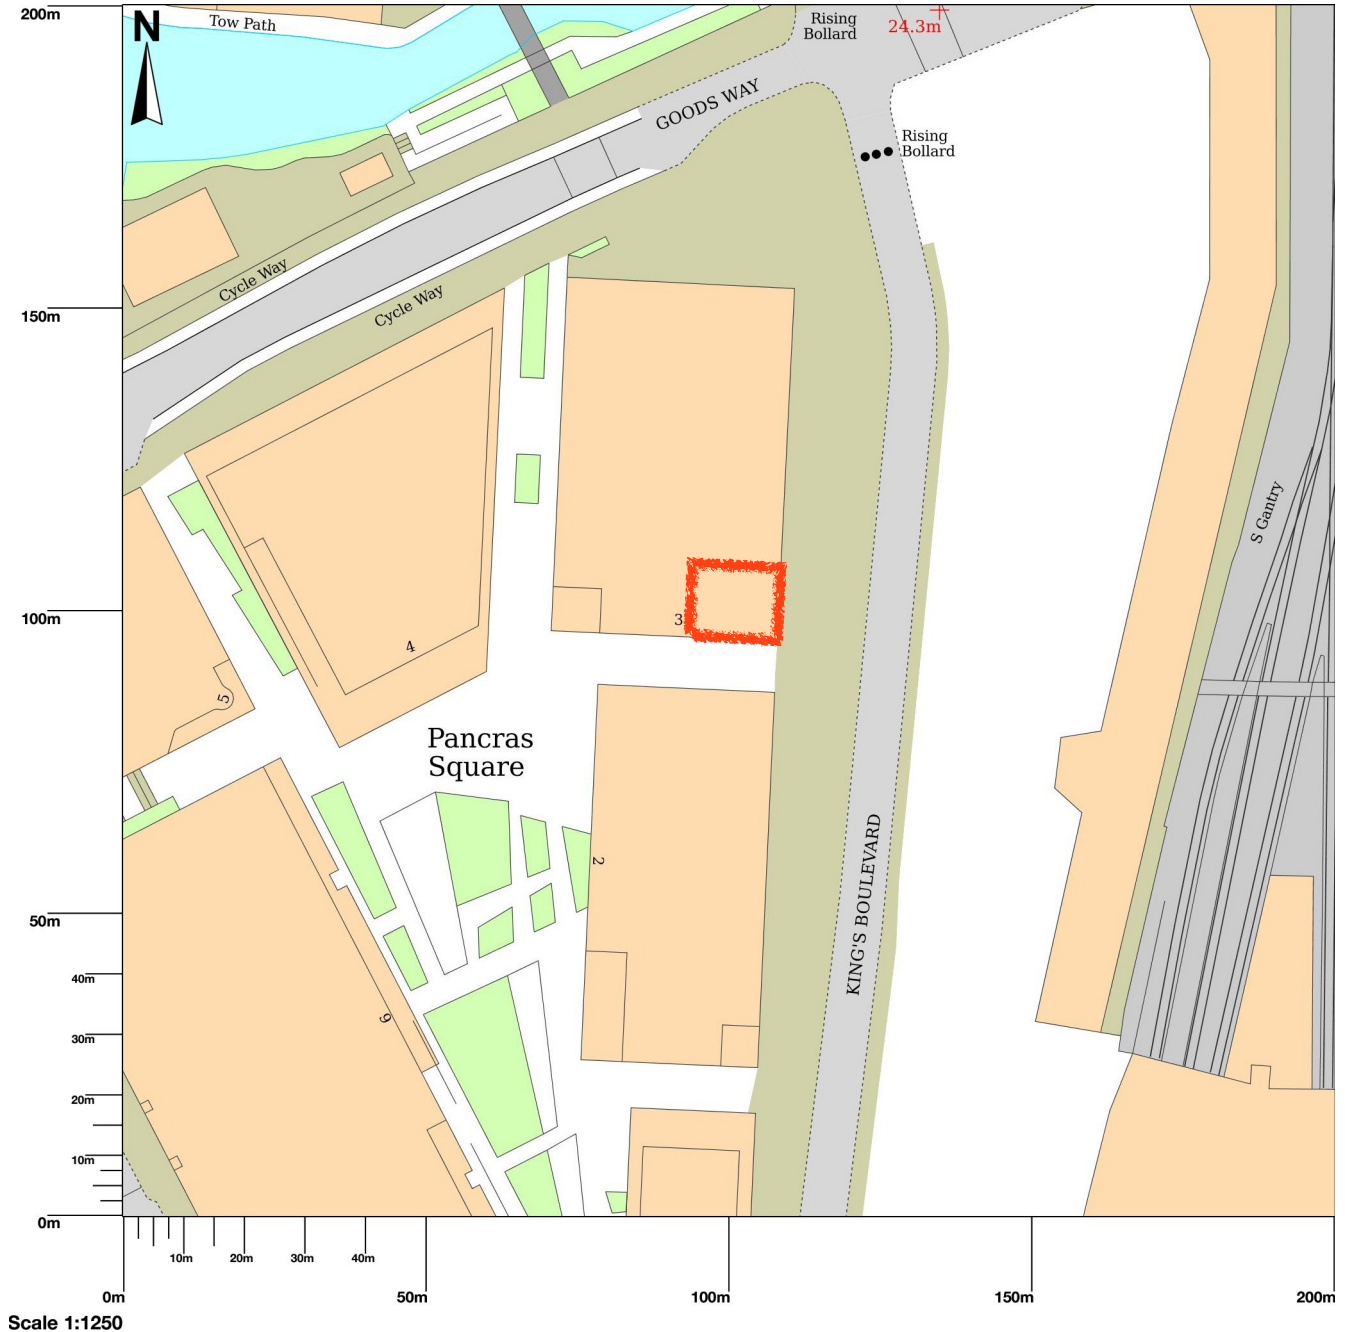 200m
Tow Path
N
Rising
Bollard
24.3m
GOODS WAY
Rising
Bollard
Cycle Way
Cycle Way
150m
S Gantry
100m
3
4
5
Pancras
Square
2
KING'S BOULEVARD
50m
40m
6
30m
20m
10m
0m
10m
20m
30m
40m
0m
50m
100m
150m
200m
Scale 1:1250